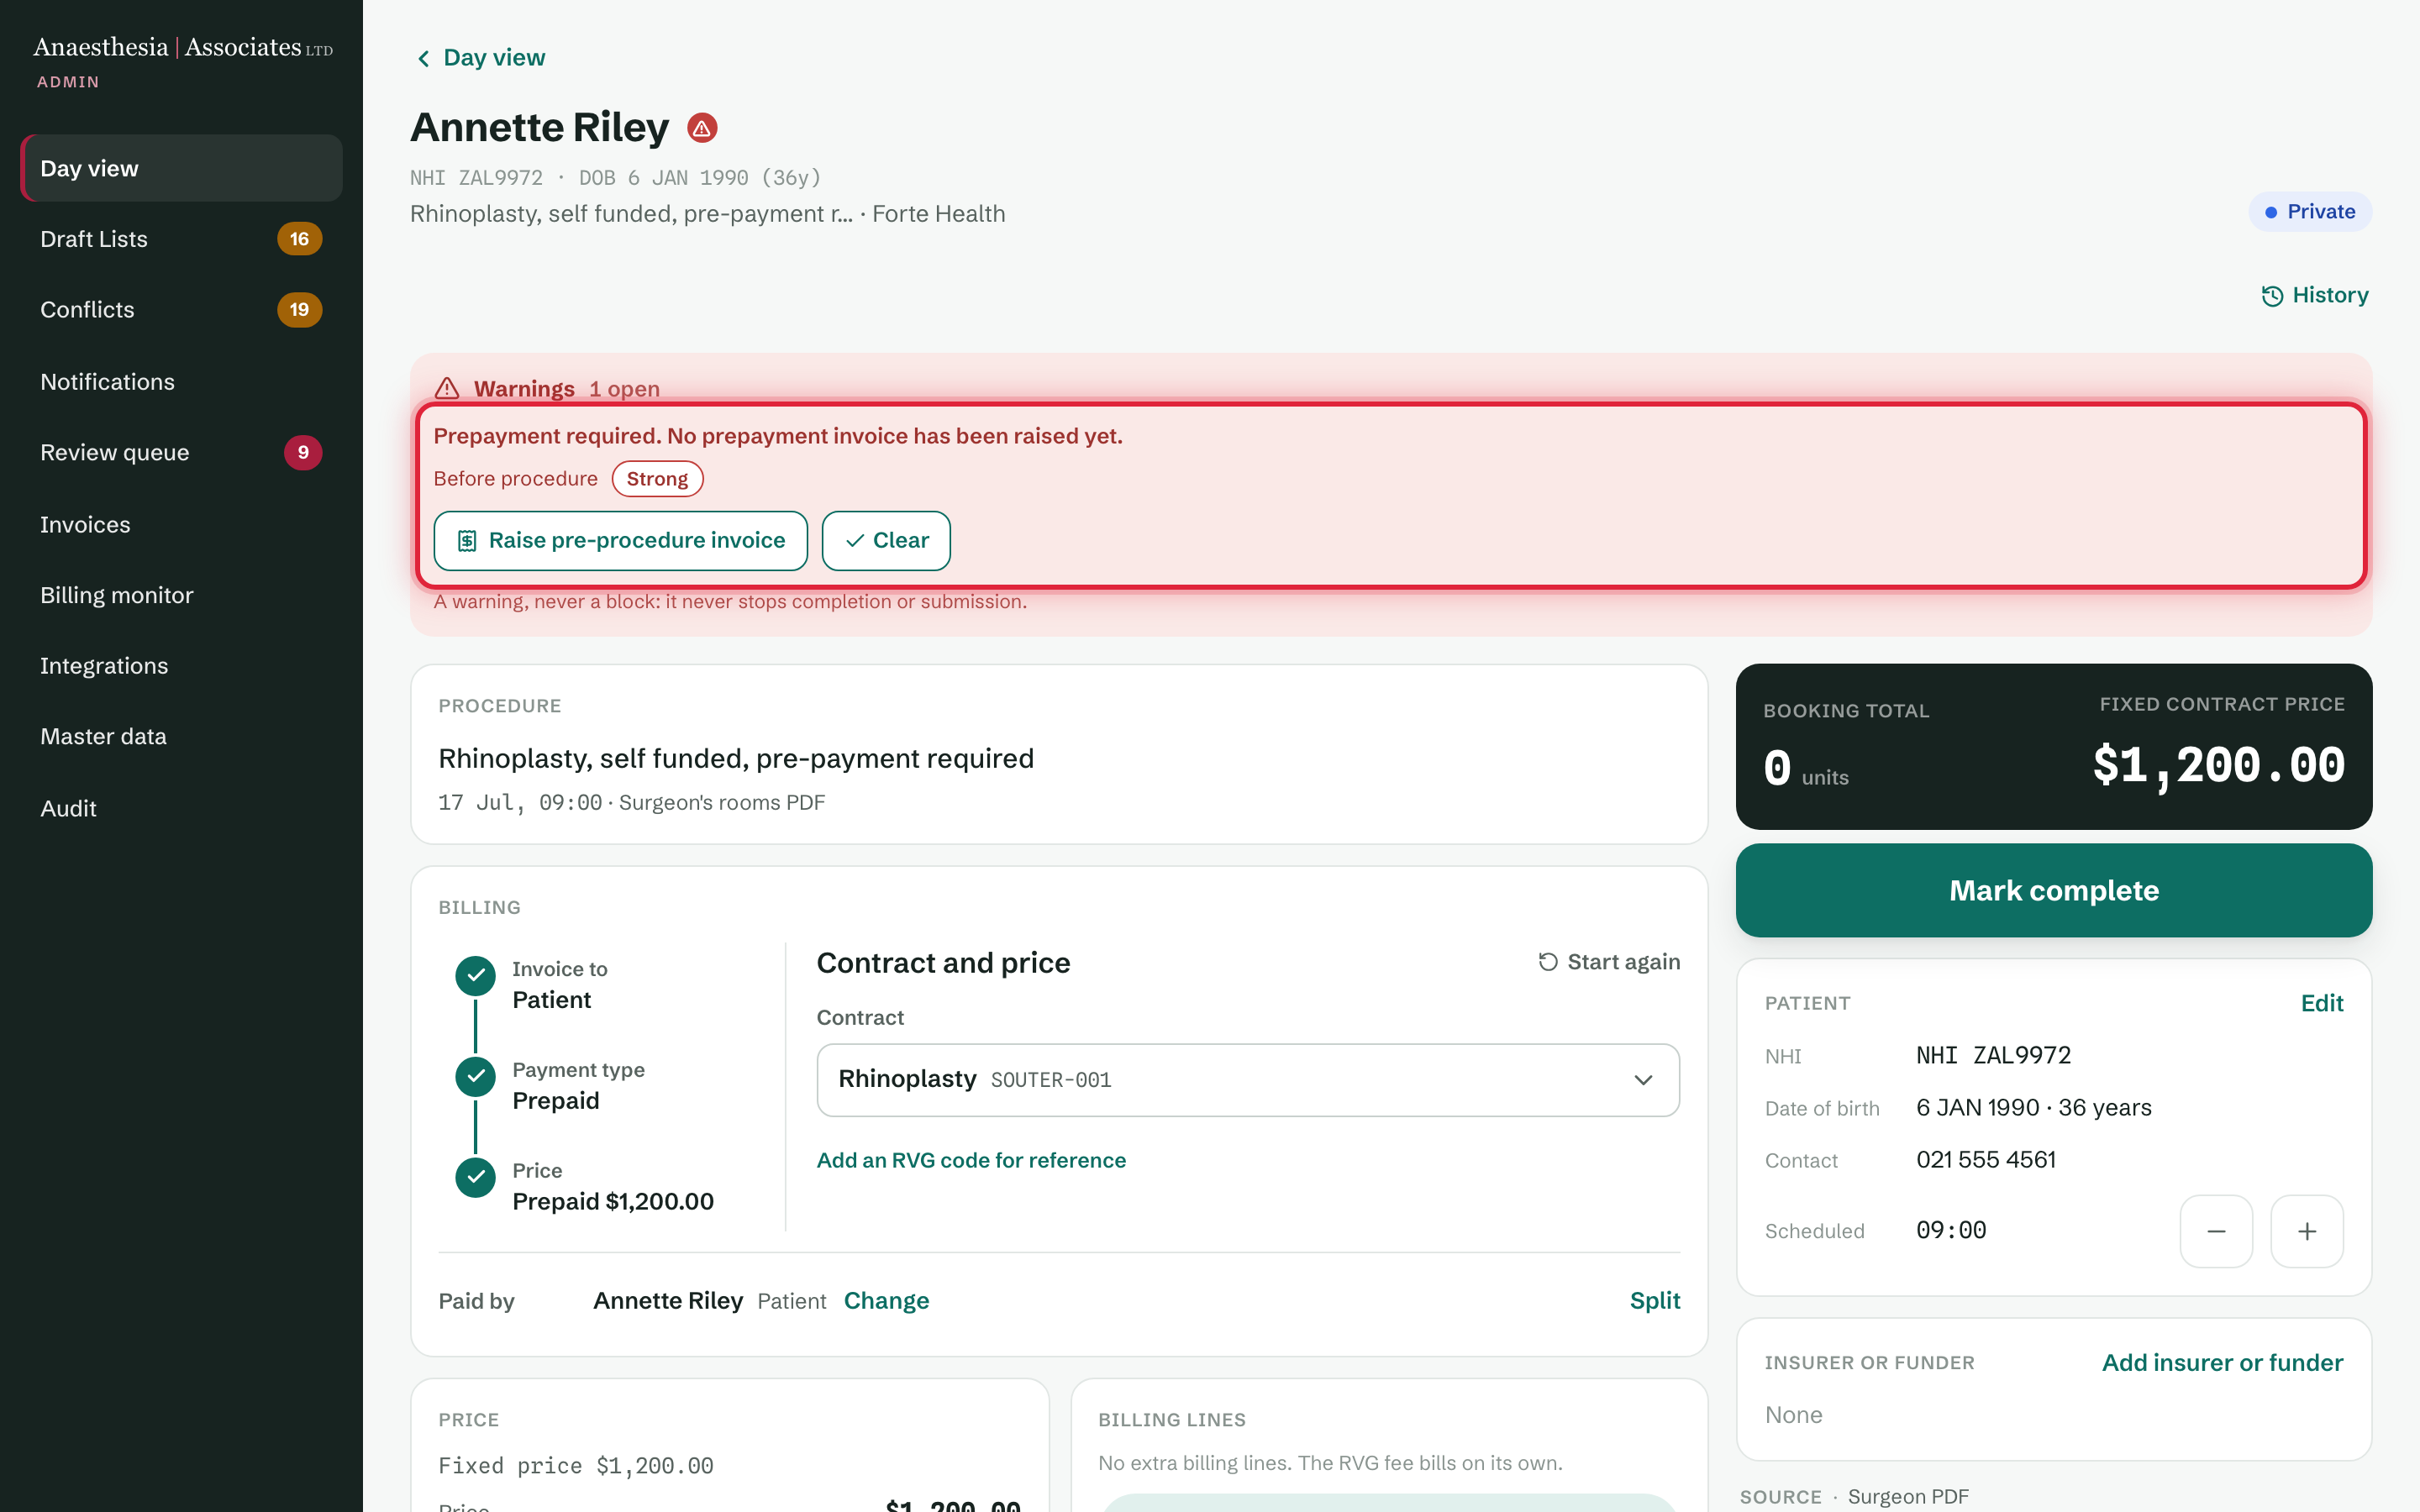 Anaesthesia | Associates LTD
ADMIN
Day view
Draft Lists 16
Conflicts 19
Notifications
Review queue 9
Invoices
Billing monitor
Integrations
Master data
Audit
Day view
Annette Riley
NHI ZAL9972 · DOB 6 JAN 1990 (36y)
Rhinoplasty, self funded, pre-payment r... · Forte Health
Private
History
Warnings 1 open
Prepayment required. No prepayment invoice has been raised yet.
Before procedure Strong
Raise pre-procedure invoice Clear
A warning, never a block: it never stops completion or submission.
PROCEDURE
Rhinoplasty, self funded, pre-payment required
17 Jul, 09:00 · Surgeon's rooms PDF
BILLING
Invoice to
Patient
Payment type
Prepaid
Price
Prepaid $1,200.00
Contract and price Start again
Contract
Rhinoplasty SOUTER-001
Add an RVG code for reference
Paid by Annette Riley Patient Change Split
PRICE
Fixed price $1,200.00
Price $1,200.00
BILLING LINES
No extra billing lines. The RVG fee bills on its own.
BOOKING TOTAL FIXED CONTRACT PRICE
0 units $1,200.00
Mark complete
PATIENT Edit
NHI NHI ZAL9972
Date of birth 6 JAN 1990 · 36 years
Contact 021 555 4561
Scheduled 09:00 − +
INSURER OR FUNDER Add insurer or funder
None
SOURCE · Surgeon PDF